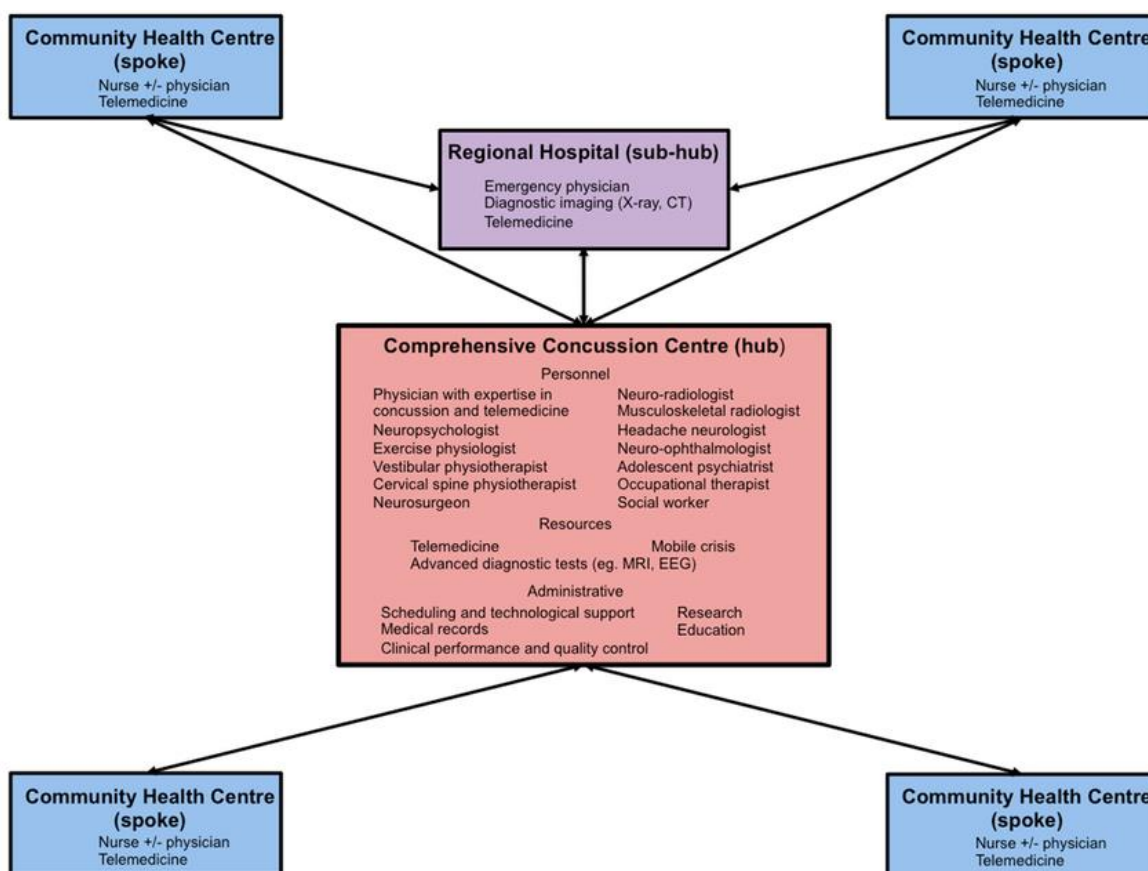 Community Health Centre
(spoke)
Nurse +/- physician
Telemedicine
Community Health Centre
(spoke)
Nurse +/- physician
Telemedicine
Regional Hospital (sub-hub)
Emergency physician
Diagnostic imaging (X-ray, CT)
Telemedicine
Comprehensive Concussion Centre (hub)
Personnel
Physician with expertise in
concussion and telemedicine
Neuropsychologist
Exercise physiologist
Vestibular physiotherapist
Cervical spine physiotherapist
Neurosurgeon
Neuro-radiologist
Musculoskeletal radiologist
Headache neurologist
Neuro-ophthalmologist
Adolescent psychiatrist
Occupational therapist
Social worker
Resources
Telemedicine
Mobile crisis
Advanced diagnostic tests (eg. MRI, EEG)
Administrative
Scheduling and technological support
Medical records
Clinical performance and quality control
Research
Education
Community Health Centre
(spoke)
Nurse +/- physician
Telemedicine
Community Health Centre
(spoke)
Nurse +/- physician
Telemedicine